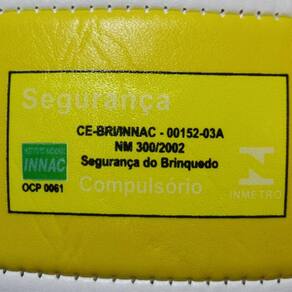 Segurança
CE-BRI/INNAC - 00152-03A
NM 300/2002
Segurança do Brinquedo
INNAC
OCP 0061
Compulsório
INMETRO